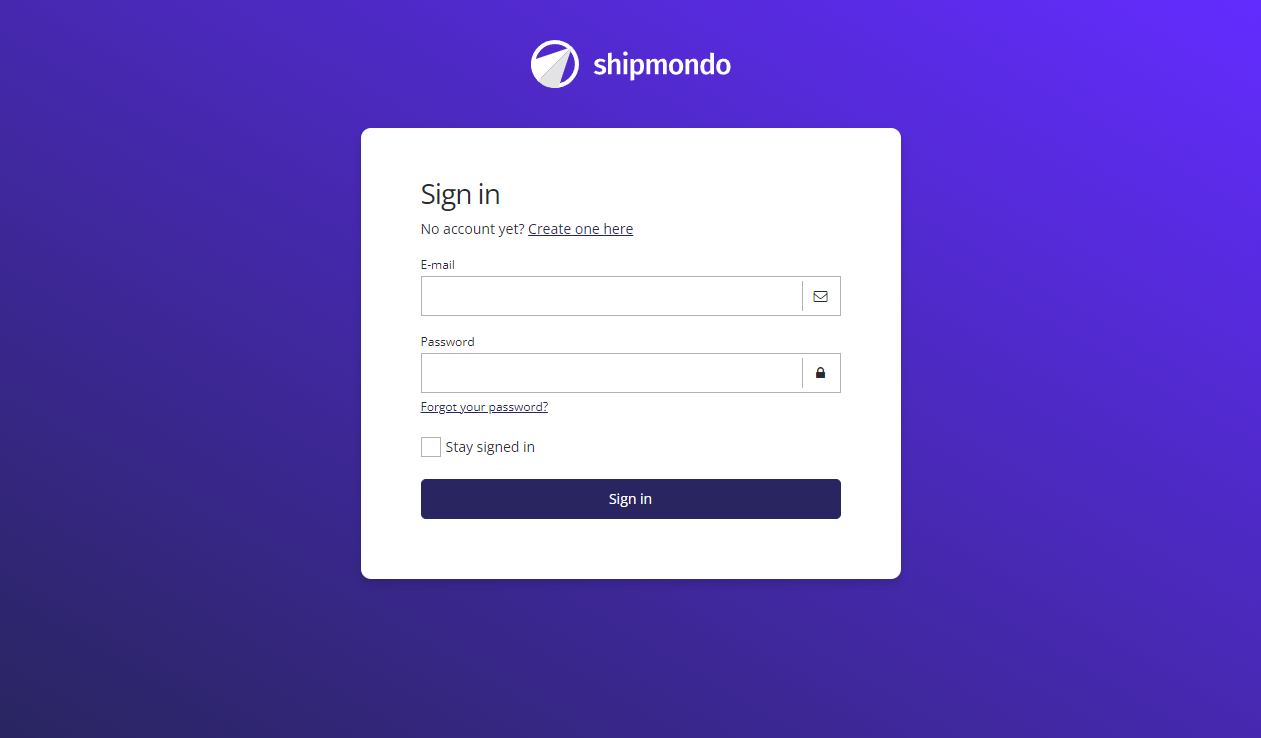 shipmondo
Sign in
No account yet? Create one here
E-mail
Password
Forgot your password?
Stay signed in
Sign in